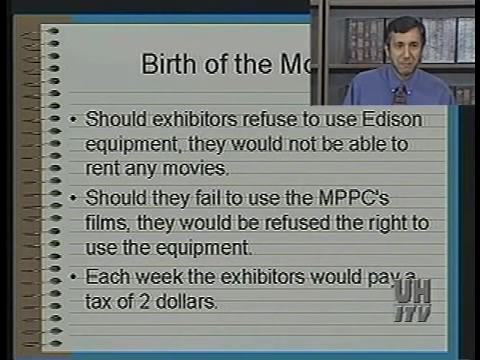 Birth of the Mo
• Should exhibitors refuse to use Edison
equipment, they would not be able to
rent any movies.
• Should they fail to use the MPPC's
films, they would be refused the right to
use the equipment.
• Each week the exhibitors would pay a
tax of 2 dollars.
UH
ITV